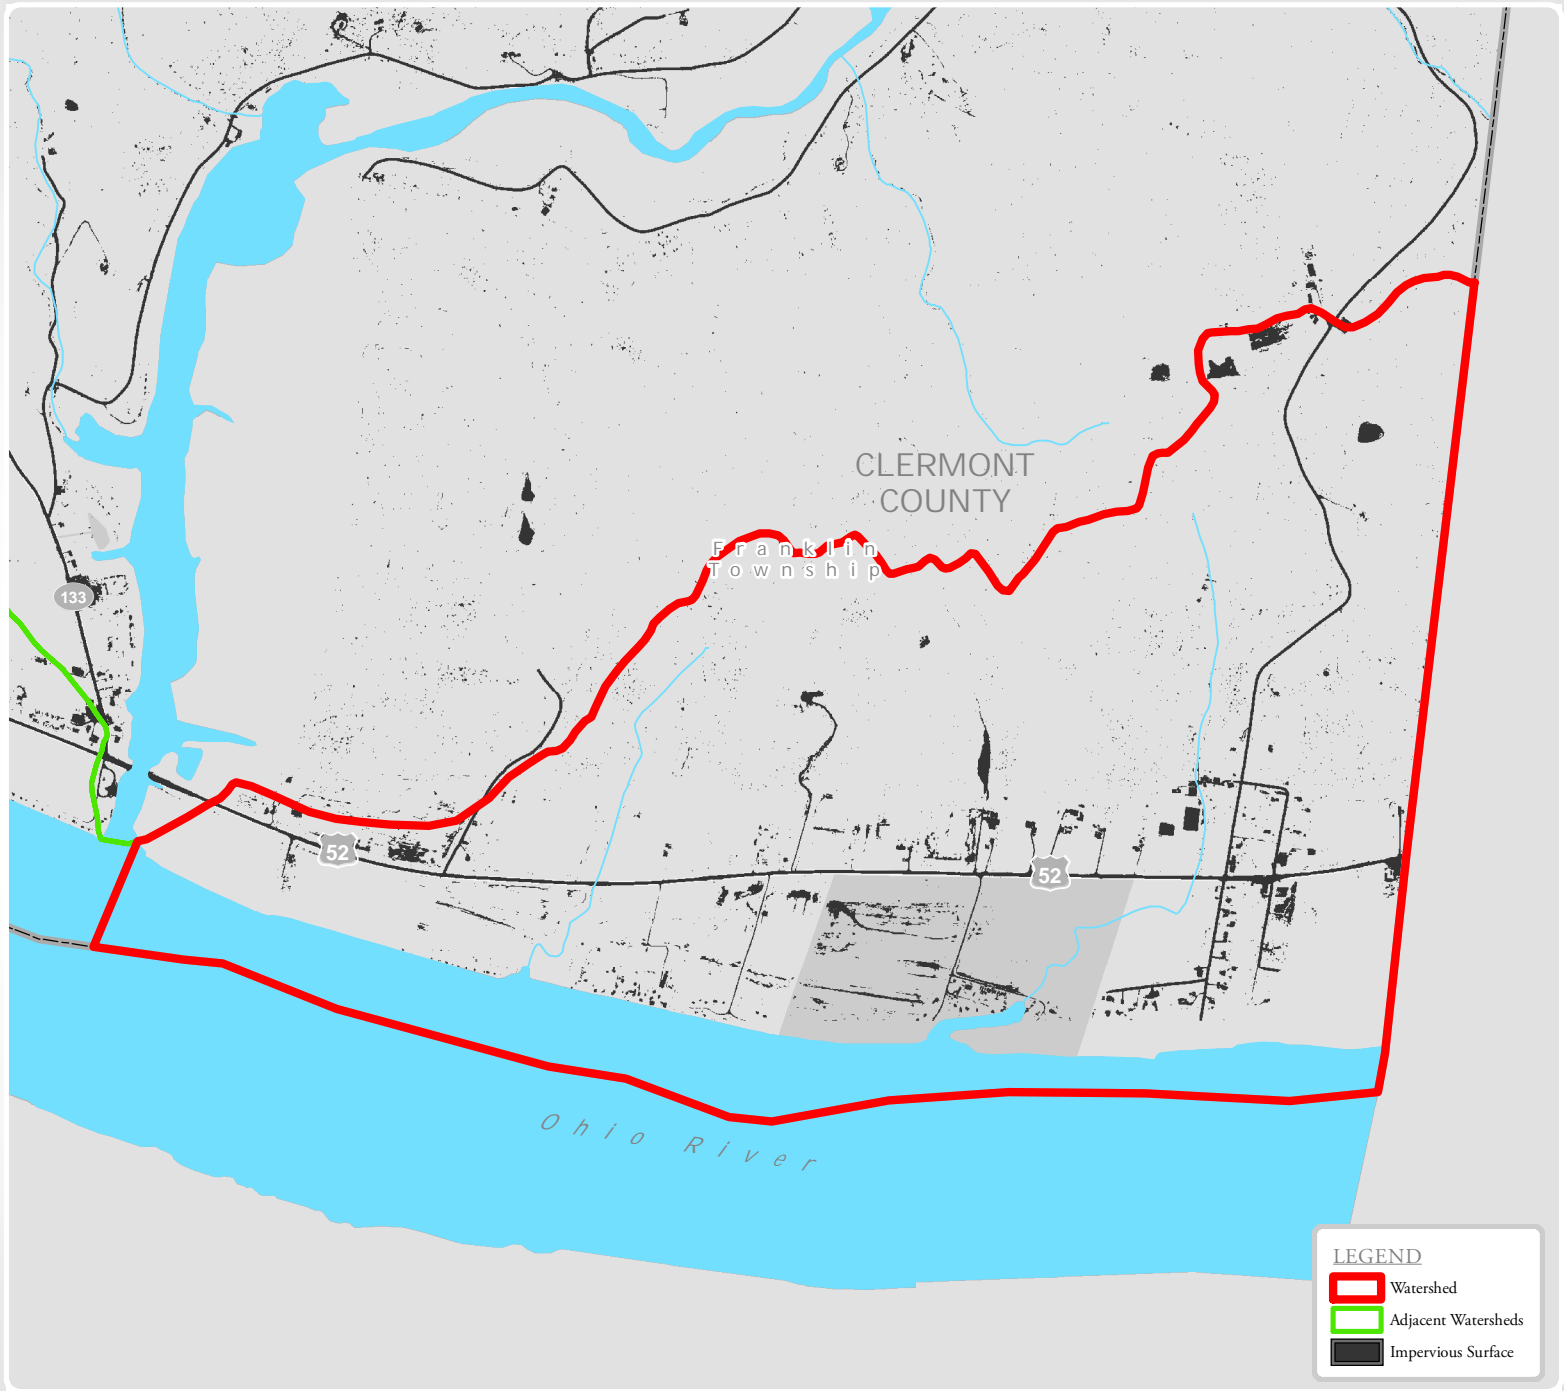 CLERMONT
COUNTY
Franklin
Township
133
52
52
Ohio River
LEGEND
Watershed
Adjacent Watersheds
Impervious Surface